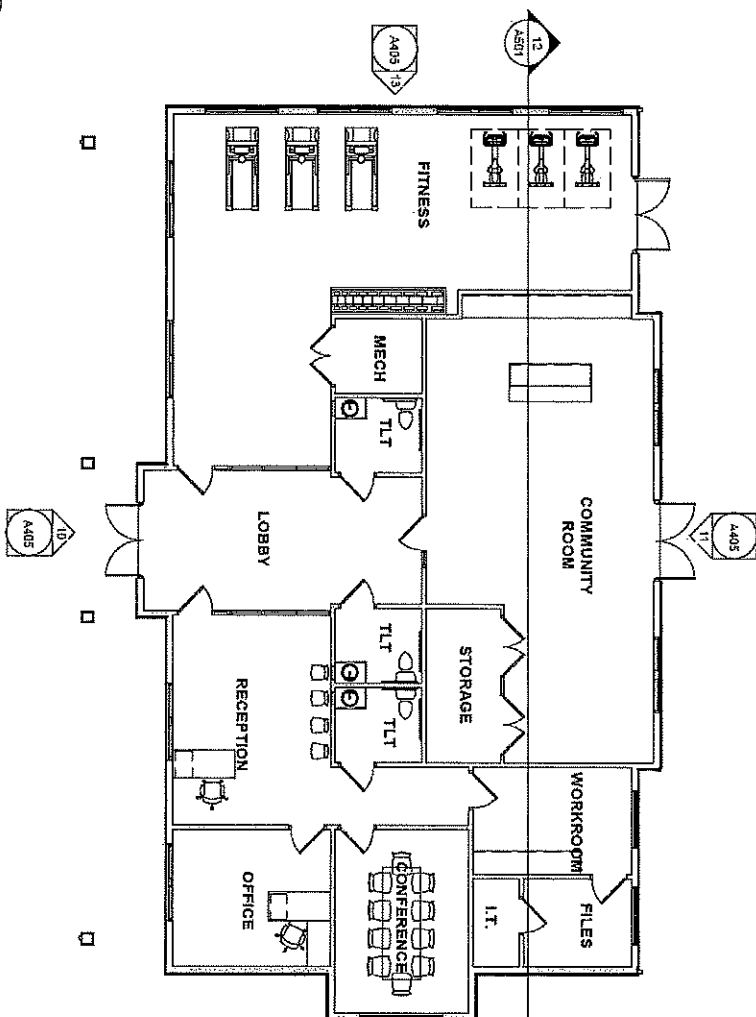 12
A501
A405
13
FITNESS
MECH
TLT
COMMUNITY
ROOM
LOBBY
A405
10
A405
11
TLT
TLT
STORAGE
RECEPTION
WORKROOM
OFFICE
CONFERENCE
I.T.
FILES